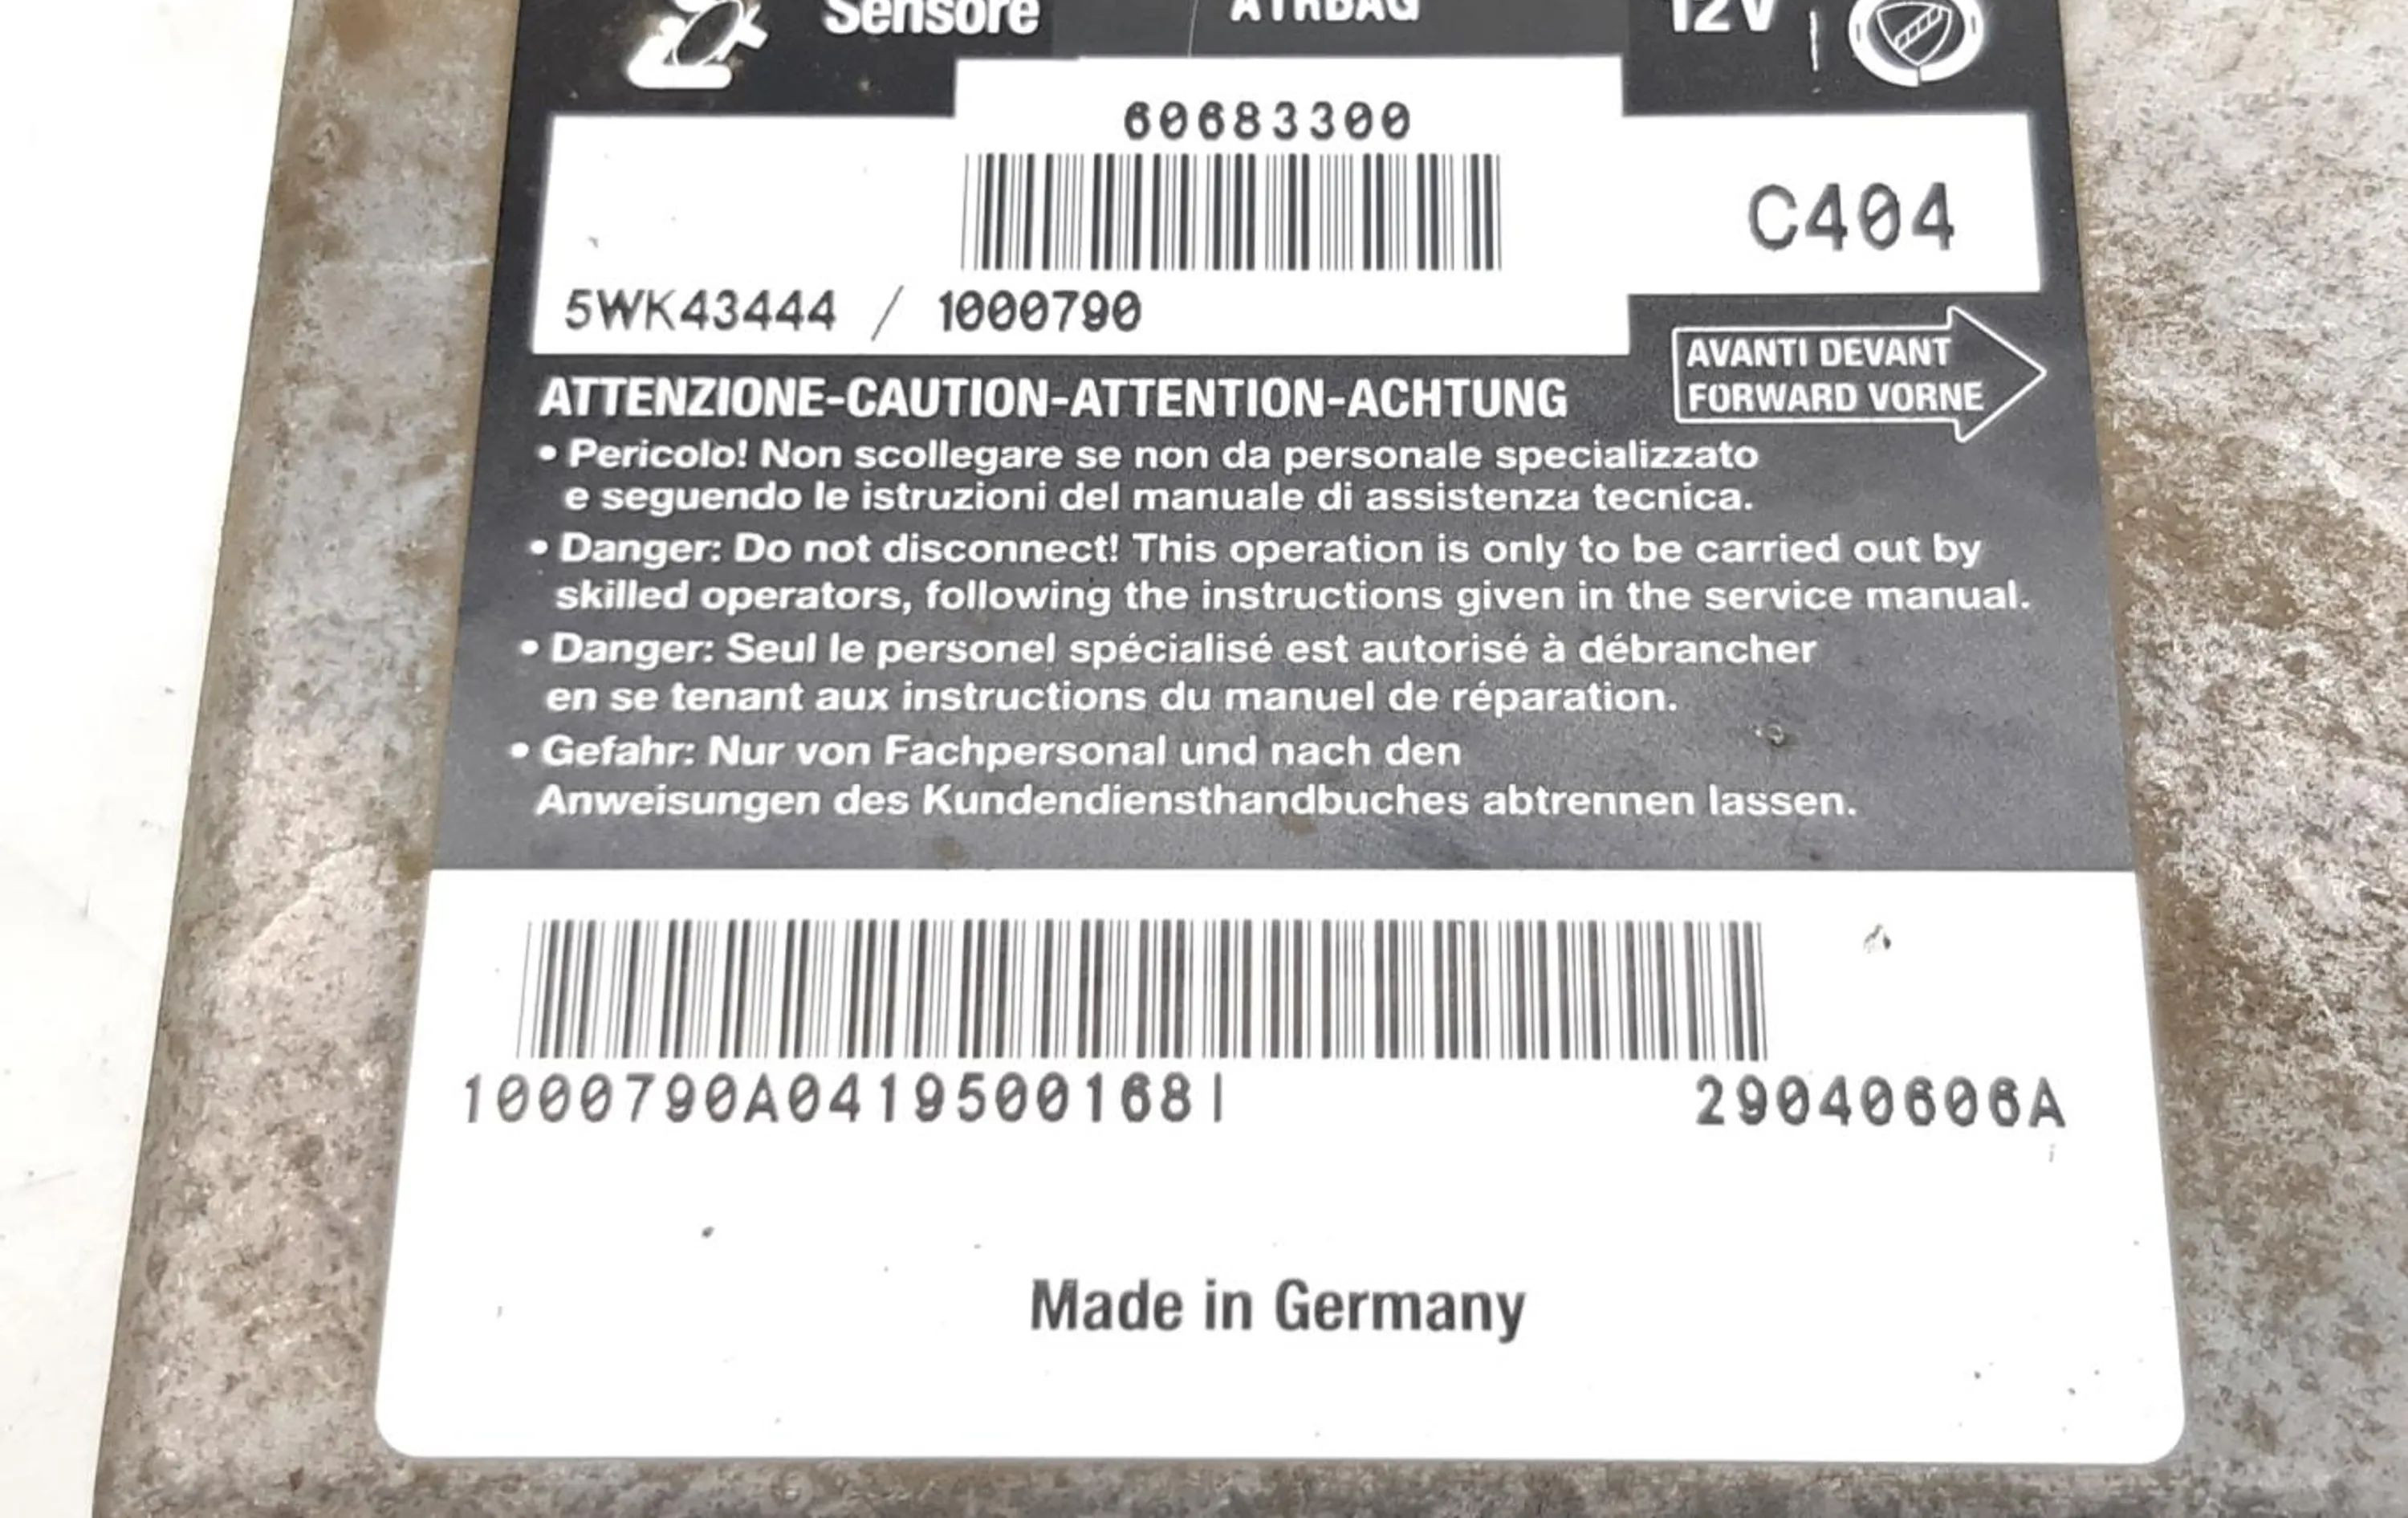 Sensore AIRBAG 12V
60683300
C404
5WK43444 / 1000790
AVANTI DEVANT
FORWARD VORNE
ATTENZIONE-CAUTION-ATTENTION-ACHTUNG
• Pericolo! Non scollegare se non da personale specializzato
e seguendo le istruzioni del manuale di assistenza tecnica.
• Danger: Do not disconnect! This operation is only to be carried out by
skilled operators, following the instructions given in the service manual.
• Danger: Seul le personel spécialisé est autorisé à débrancher
en se tenant aux instructions du manuel de réparation.
• Gefahr: Nur von Fachpersonal und nach den
Anweisungen des Kundendiensthandbuches abtrennen lassen.
1000790A0419500168| 29040606A
Made in Germany